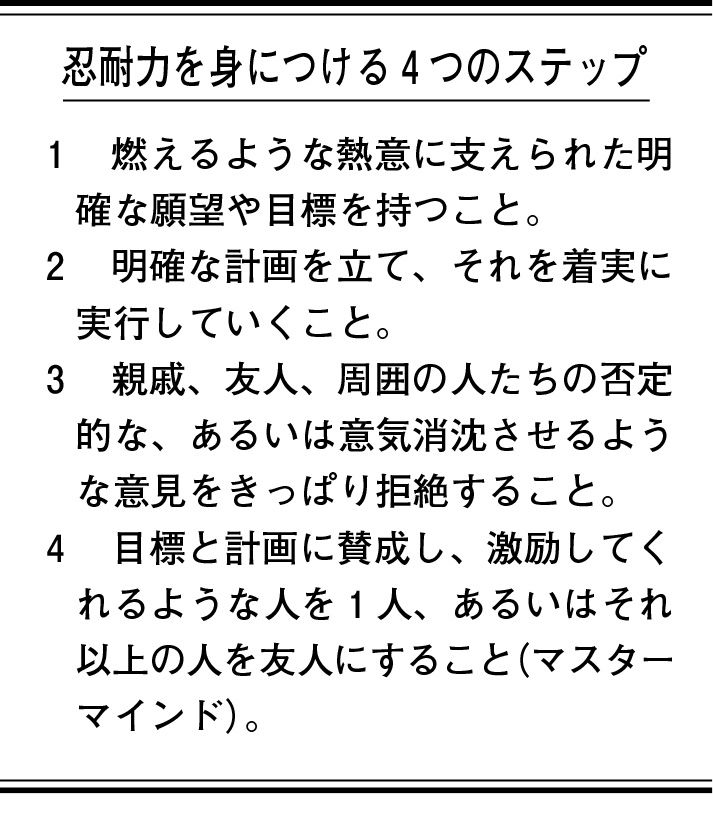 忍耐力を身につける4つのステップ
1　燃えるような熱意に支えられた明
確な願望や目標を持つこと。
2　明確な計画を立て、それを着実に
実行していくこと。
3　親戚、友人、周囲の人たちの否定
的な、あるいは意気消沈させるよう
な意見をきっぱり拒絶すること。
4　目標と計画に賛成し、激励してく
れるような人を1人、あるいはそれ
以上の人を友人にすること(マスター
マインド)。